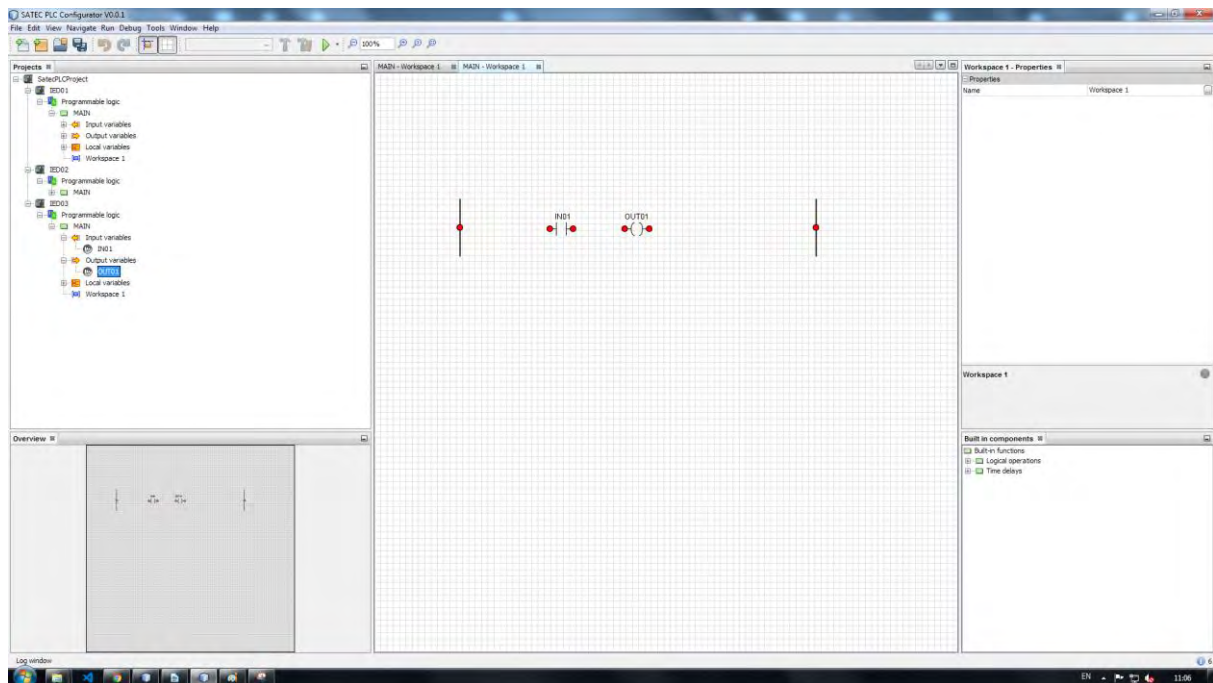 SATEC PLC Configurator V0.0.1
File Edit View Navigate Run Debug Tools Window Help
100%
Projects
SatecPLCProject
IED01
Programmable logic
MAIN
Input variables
Output variables
Local variables
Workspace 1
IED02
Programmable logic
MAIN
IED03
Programmable logic
MAIN
Input variables
IN01
Output variables
OUT01
Local variables
Workspace 1
Overview
MAIN - Workspace 1
MAIN - Workspace 1
IN01
OUT01
Workspace 1 - Properties
Properties
Name Workspace 1
Workspace 1
Built in components
Built-in functions
Logical operations
Time delays
Log window
6
EN 11:06